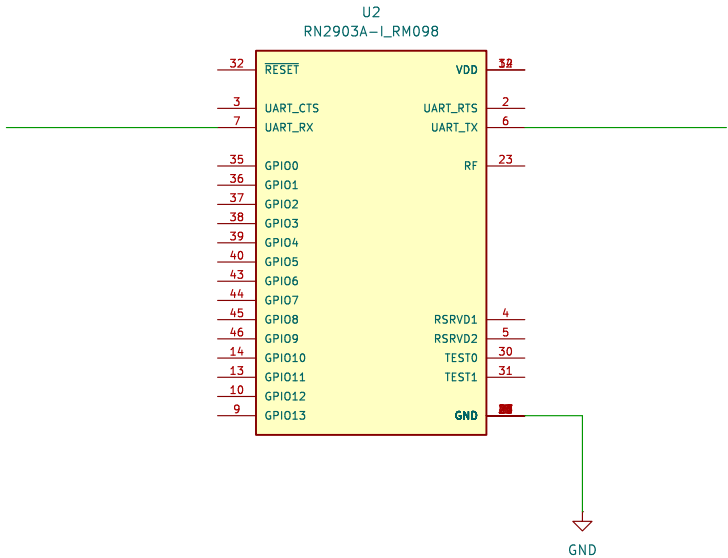 U2
RN2903A-I_RM098
32 RESET VDD
3 UART_CTS UART_RTS 2
7 UART_RX UART_TX 6
35 GPIO0 RF 23
36 GPIO1
37 GPIO2
38 GPIO3
39 GPIO4
40 GPIO5
43 GPIO6
44 GPIO7
45 GPIO8 RSRVD1 4
46 GPIO9 RSRVD2 5
14 GPIO10 TEST0 30
13 GPIO11 TEST1 31
10 GPIO12
9 GPIO13 GND
GND